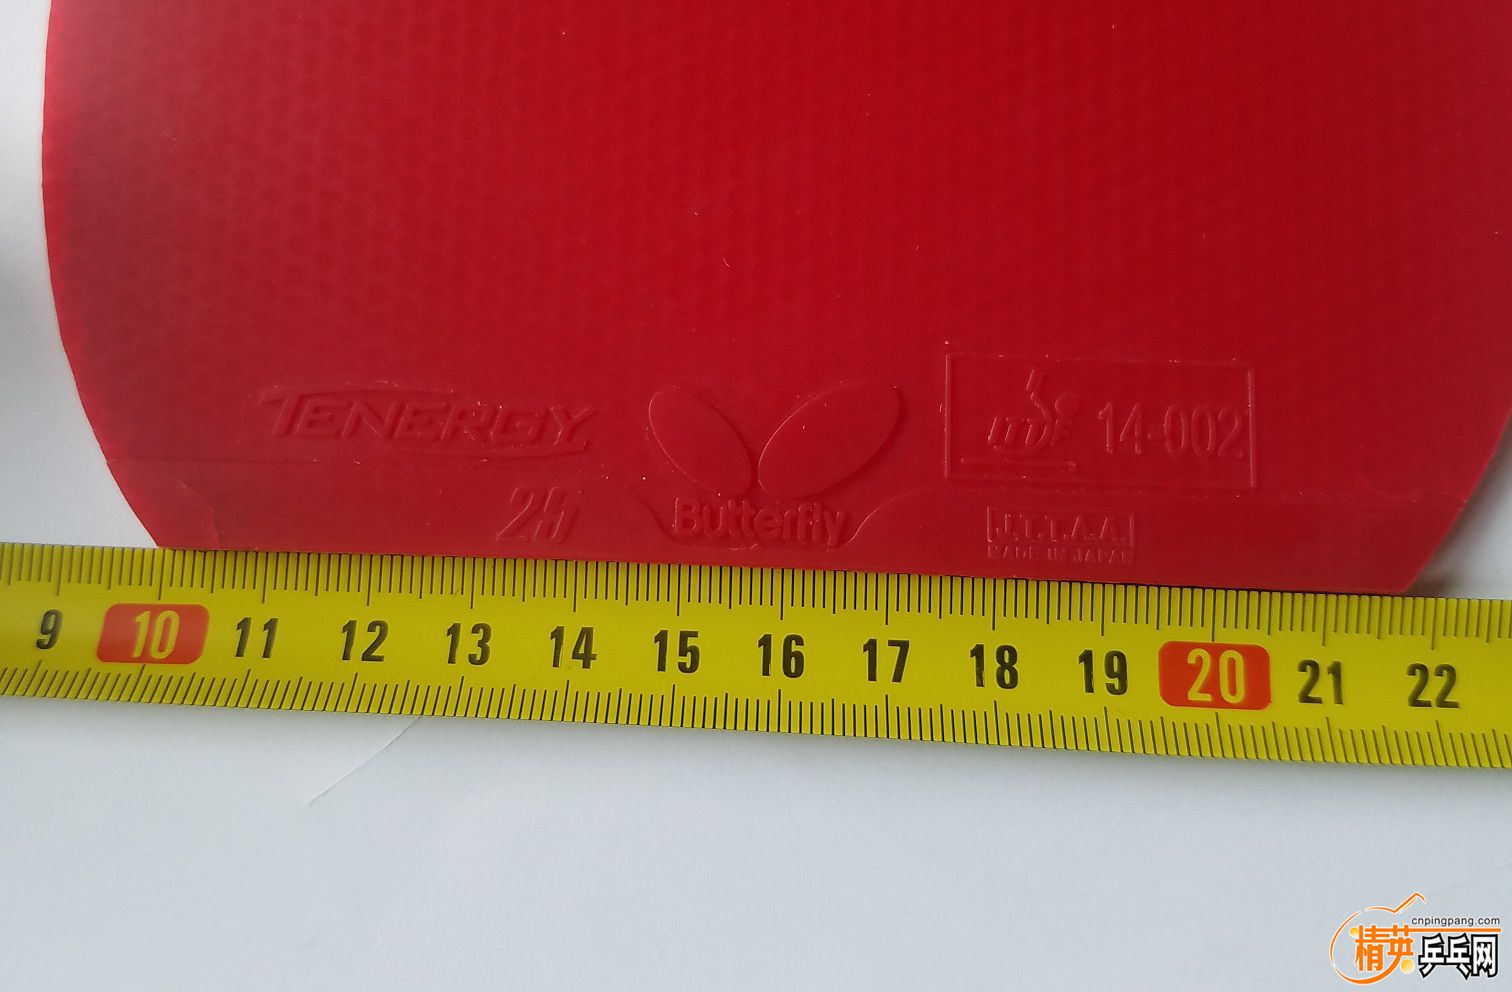 TENERGY
25
Butterfly
ITTF 14-002
J.T.T.A.A.
MADE IN JAPAN
9 10 11 12 13 14 15 16 17 18 19 20 21 22
cnpingpang.com
精英乒乓网